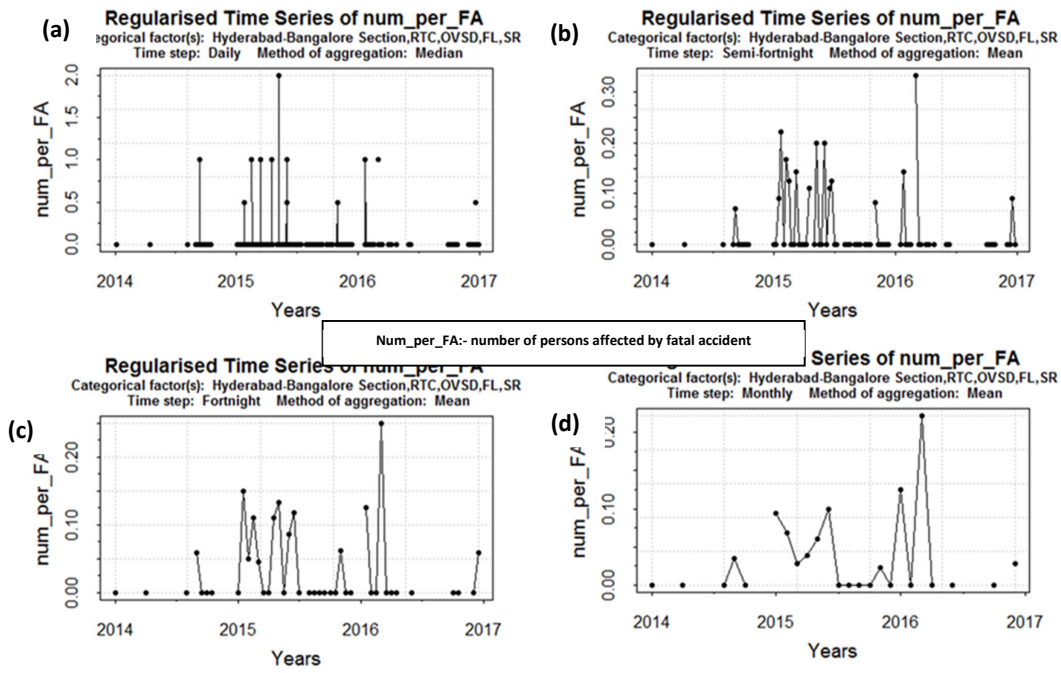 (a)
Regularised Time Series of num_per_FA
egorical factor(s): Hyderabad-Bangalore Section,RTC,OVSD,FL,SR
Time step: Daily Method of aggregation: Median
num_per_FA
2.0
1.5
1.0
0.5
0.0
2014 2015 2016 2017
Years
(b)
Regularised Time Series of num_per_FA
Categorical factor(s): Hyderabad-Bangalore Section,RTC,OVSD,FL,SR
Time step: Semi-fortnight Method of aggregation: Mean
num_per_FA
0.30
0.20
0.10
0.00
2014 2015 2016 2017
Years
Num_per_FA:- number of persons affected by fatal accident
(c)
Regularised Time Series of num_per_FA
Categorical factor(s): Hyderabad-Bangalore Section,RTC,OVSD,FL,SR
Time step: Fortnight Method of aggregation: Mean
num_per_FA
0.20
0.10
0.00
2014 2015 2016 2017
Years
(d)
Series of num_per_FA
Categorical factor(s): Hyderabad-Bangalore Section,RTC,OVSD,FL,SR
Time step: Monthly Method of aggregation: Mean
num_per_FA
0.20
0.10
0.00
2014 2015 2016 2017
Years